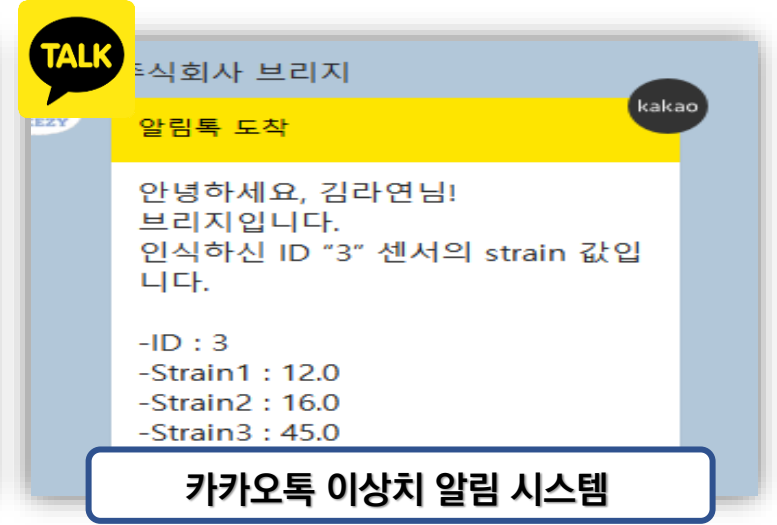 TALK
주식회사 브리지
kakao
알림톡 도착
안녕하세요, 김라연님!
브리지입니다.
인식하신 ID “3” 센서의 strain 값입
니다.
-ID : 3
-Strain1 : 12.0
-Strain2 : 16.0
-Strain3 : 45.0
카카오톡 이상치 알림 시스템